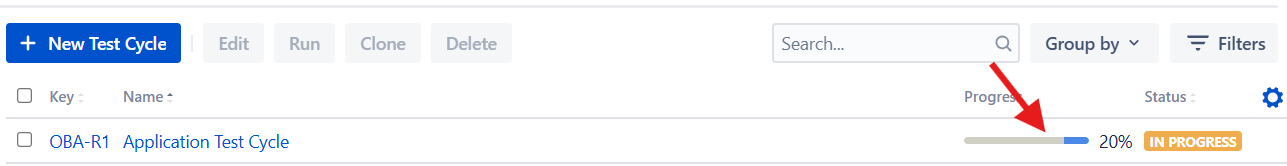 + New Test Cycle Edit Run Clone Delete Search... Group by Filters
Key Name Progress Status
OBA-R1 Application Test Cycle 20% IN PROGRESS